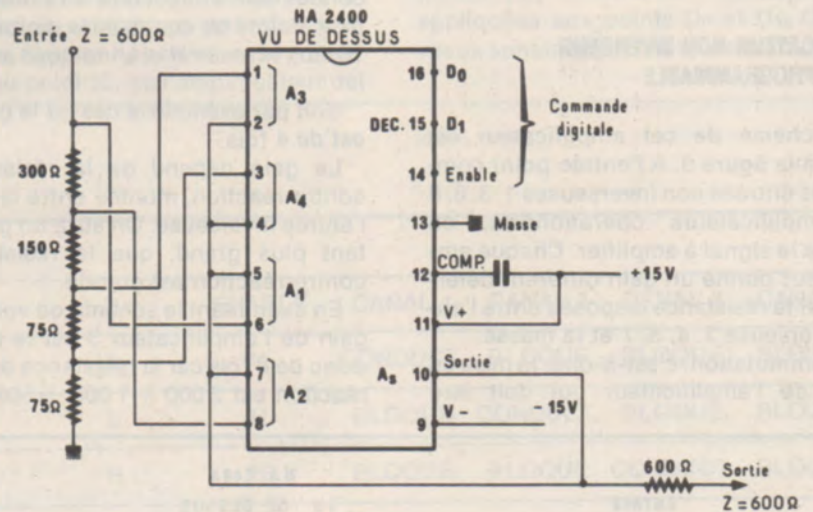 HA 2400
VU DE DESSUS
Entrée Z = 600Ω
300Ω
150Ω
75Ω
75Ω
1
2
3
4
5
6
7
8
A3
A4
A1
A2
As
16 D0
DEC. 15 D1
14 Enable
13 Masse
12 COMP. +15V
11 V+
10 Sortie
9 V- -15V
Commande
digitale
600Ω Sortie
Z = 600Ω